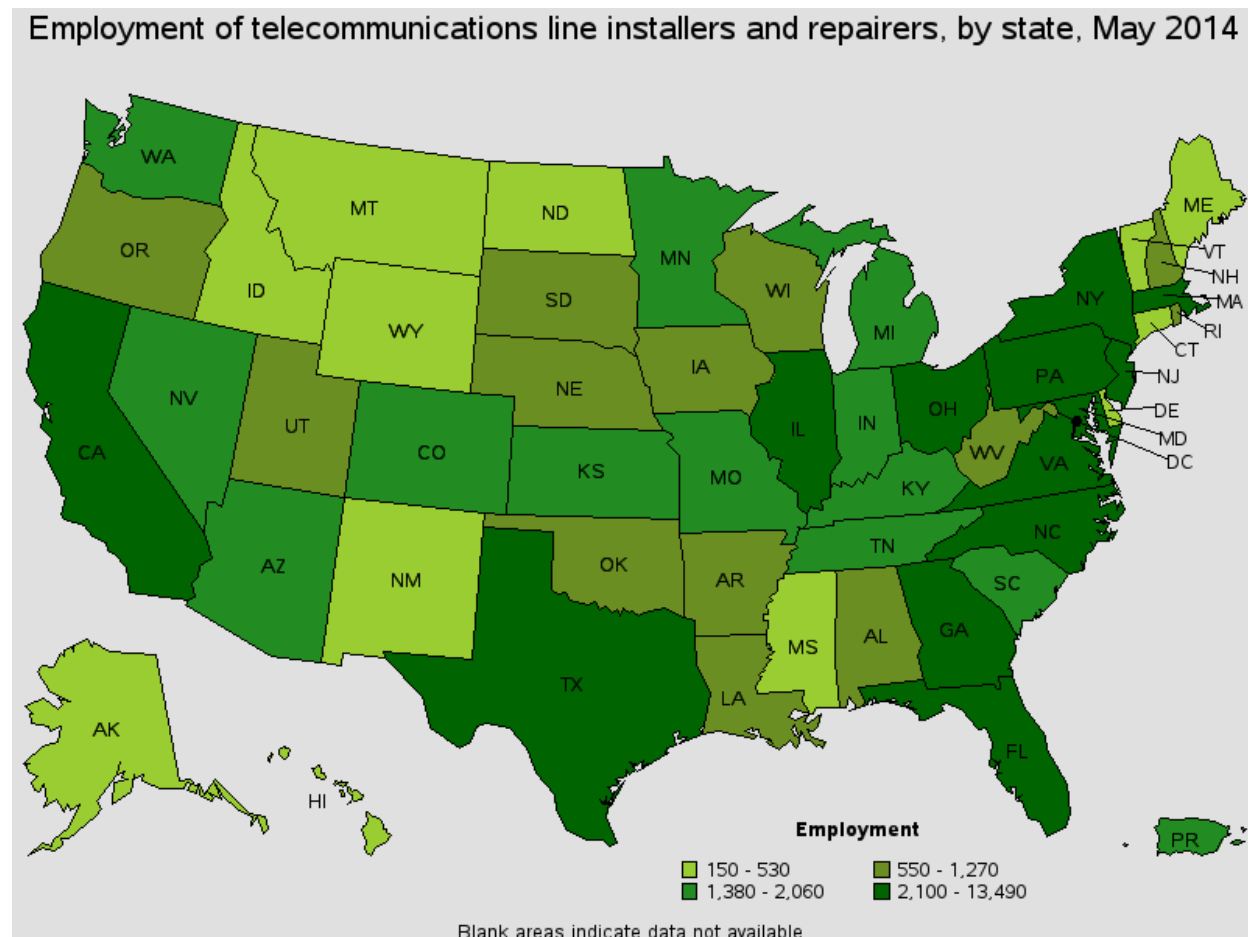 Employment of telecommunications line installers and repairers, by state, May 2014
WA
MT
ND
MN
ME
VT
NH
MA
RI
CT
OR
ID
SD
WI
NY
MI
WY
IA
NE
PA
NJ
NV
UT
CO
IL
IN
OH
DE
MD
DC
CA
KS
MO
WV
VA
KY
AZ
NM
OK
AR
TN
NC
SC
MS
AL
GA
TX
LA
FL
AK
HI
PR
Employment
150 - 530
550 - 1,270
1,380 - 2,060
2,100 - 13,490
Blank areas indicate data not available